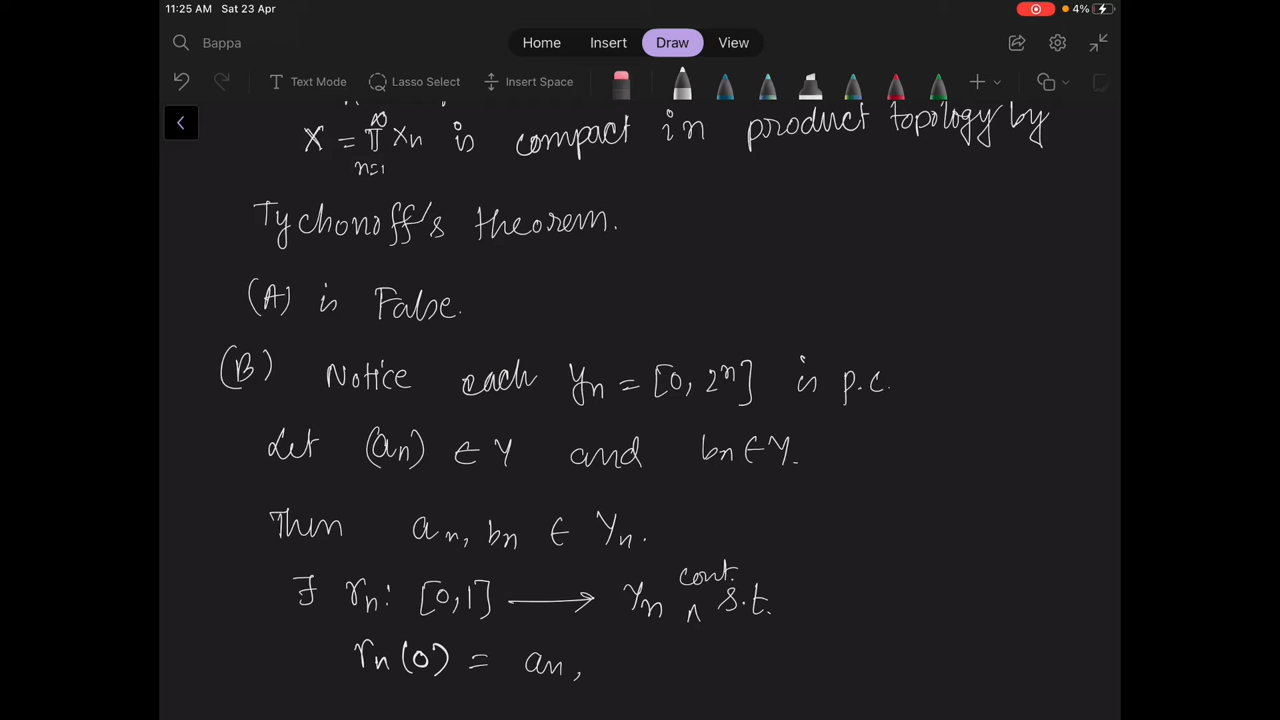 11:25 AM Sat 23 Apr
4%
Bappa
Home Insert Draw View
Text Mode Lasso Select Insert Space
X = ∏_{n=1}^{∞} Xn is compact in product topology by
Tychonoff's theorem.
(A) is False.
(B) Notice each Yn = [0, 2^n] is p.c.
Let (an) ∈ Y and bn ∈ Y.
Then an, bn ∈ Yn.
∃ γn : [0,1] ⟶ Yn ^cont. s.t.
γn(0) = an,